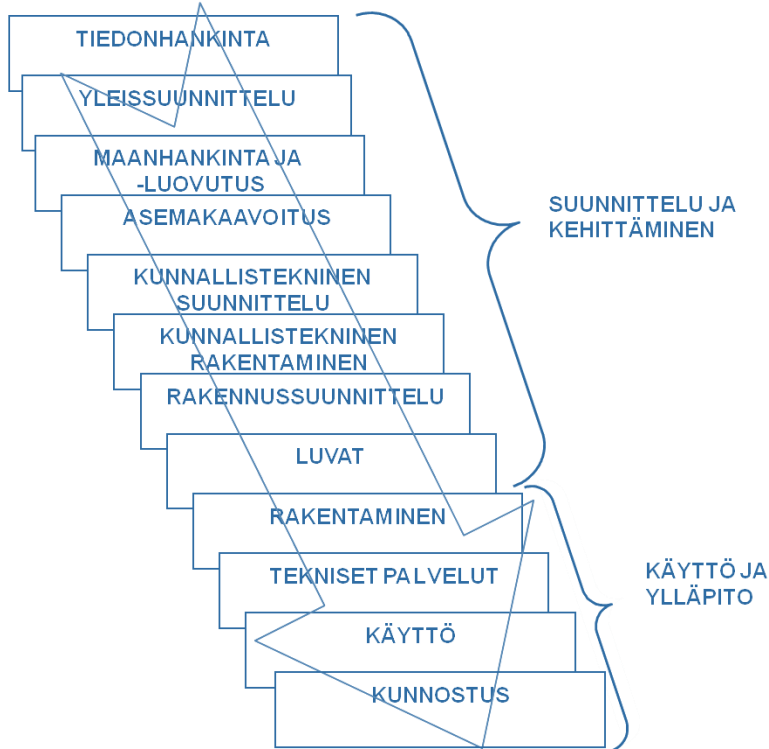 TIEDONHANKINTA
YLEISSUUNNITTELU
MAANHANKINTA JA
-LUOVUTUS
ASEMAKAAVOITUS
KUNNALLISTEKNINEN
SUUNNITTELU
KUNNALLISTEKNINEN
RAKENTAMINEN
RAKENNUSSUUNNITTELU
LUVAT
RAKENTAMINEN
TEKNISET PALVELUT
KÄYTTÖ
KUNNOSTUS
SUUNNITTELU JA
KEHITTÄMINEN
KÄYTTÖ JA
YLLÄPITO